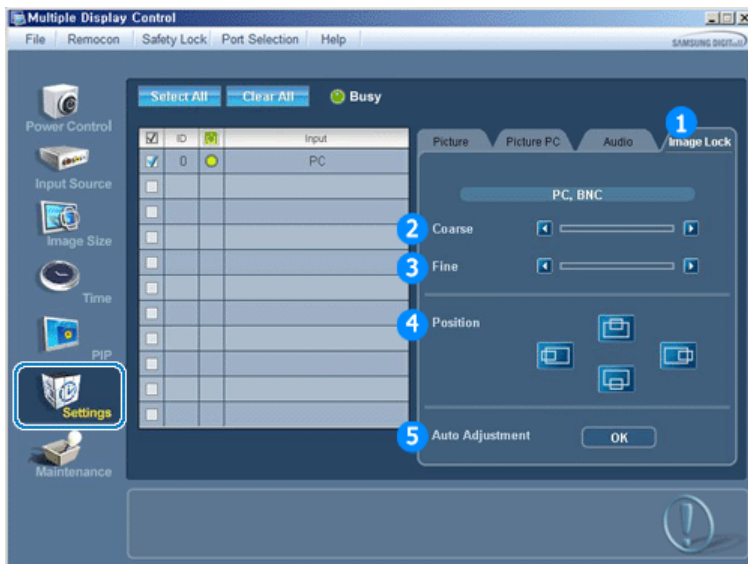 Multiple Display Control
File Remocon Safety Lock Port Selection Help
SAMSUNG DIGIT...
Select All Clear All Busy
Power Control
Input Source
Image Size
Time
PIP
Settings
Maintenance
ID Input
0 PC
1
Picture Picture PC Audio Image Lock
PC, BNC
2 Coarse
3 Fine
4 Position
5 Auto Adjustment OK